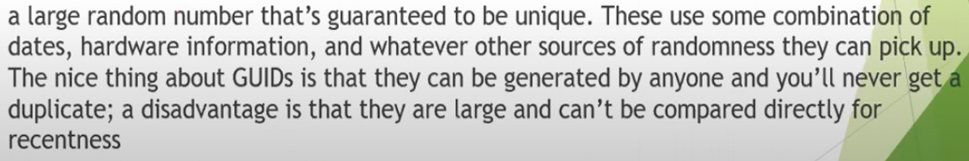 a large random number that’s guaranteed to be unique. These use some combination of
dates, hardware information, and whatever other sources of randomness they can pick up.
The nice thing about GUIDs is that they can be generated by anyone and you’ll never get a
duplicate; a disadvantage is that they are large and can’t be compared directly for
recentness